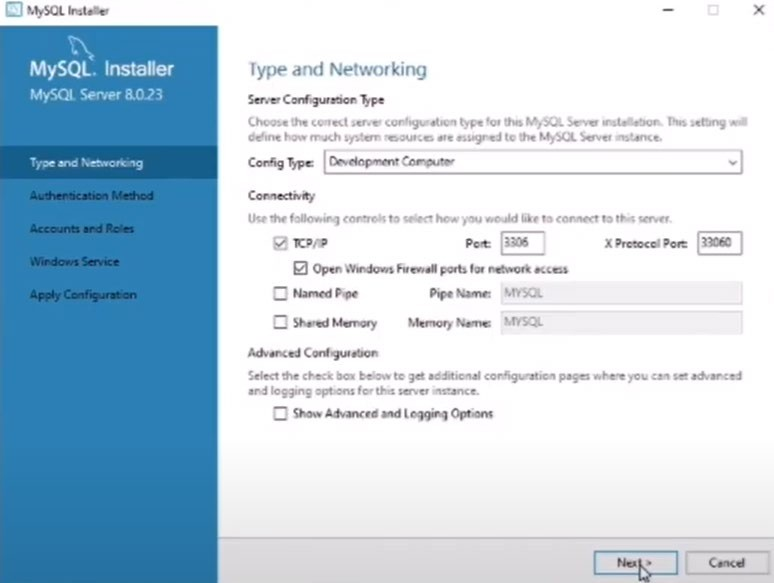 MySQL Installer
MySQL. Installer
MySQL Server 8.0.23
Type and Networking
Authentication Method
Accounts and Roles
Windows Service
Apply Configuration
Type and Networking
Server Configuration Type
Choose the correct server configuration type for this MySQL Server installation. This setting will
define how much system resources are assigned to the MySQL Server instance.
Config Type: Development Computer
Connectivity
Use the following controls to select how you would like to connect to this server.
TCP/IP Port: 3306 X Protocol Port: 33060
Open Windows Firewall ports for network access
Named Pipe Pipe Name: MYSQL
Shared Memory Memory Name: MYSQL
Advanced Configuration
Select the check box below to get additional configuration pages where you can set advanced
and logging options for this server instance.
Show Advanced and Logging Options
Next > Cancel